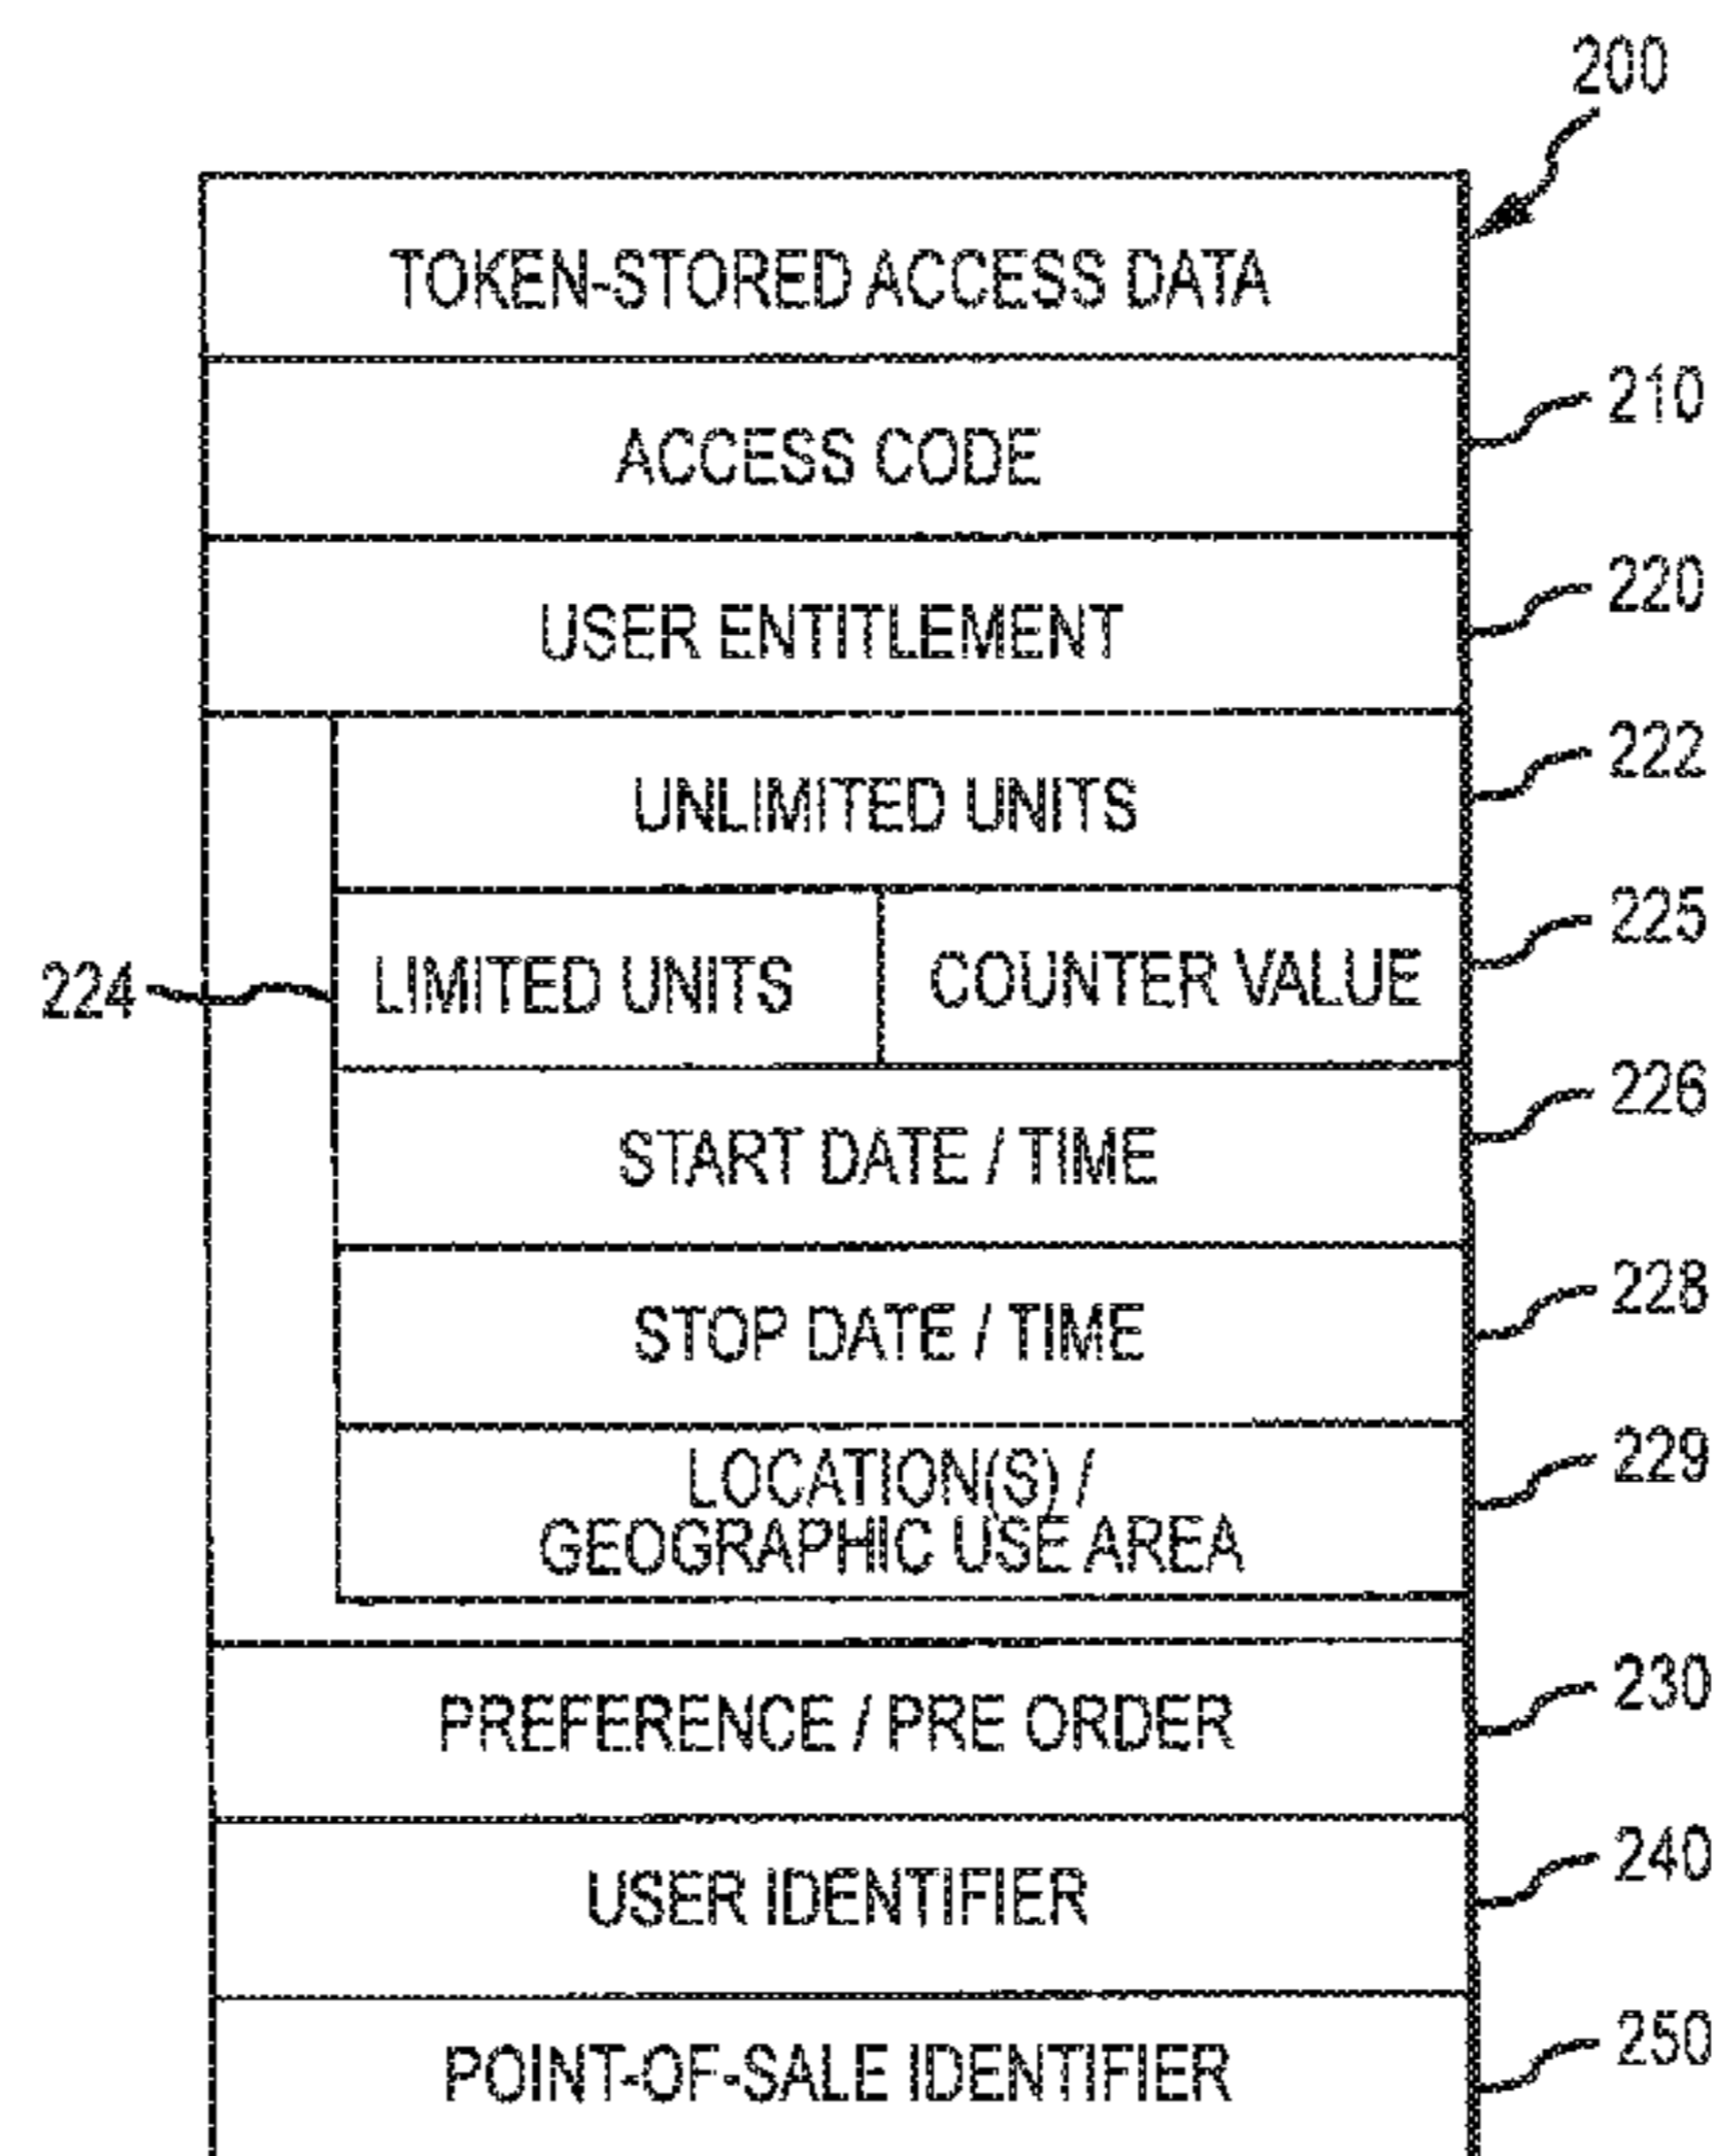 200
TOKEN-STORED ACCESS DATA
ACCESS CODE
210
USER ENTITLEMENT
220
UNLIMITED UNITS
222
224
LIMITED UNITS
COUNTER VALUE
225
START DATE / TIME
226
STOP DATE / TIME
228
LOCATION(S) /
GEOGRAPHIC USE AREA
229
PREFERENCE / PRE ORDER
230
USER IDENTIFIER
240
POINT-OF-SALE IDENTIFIER
250